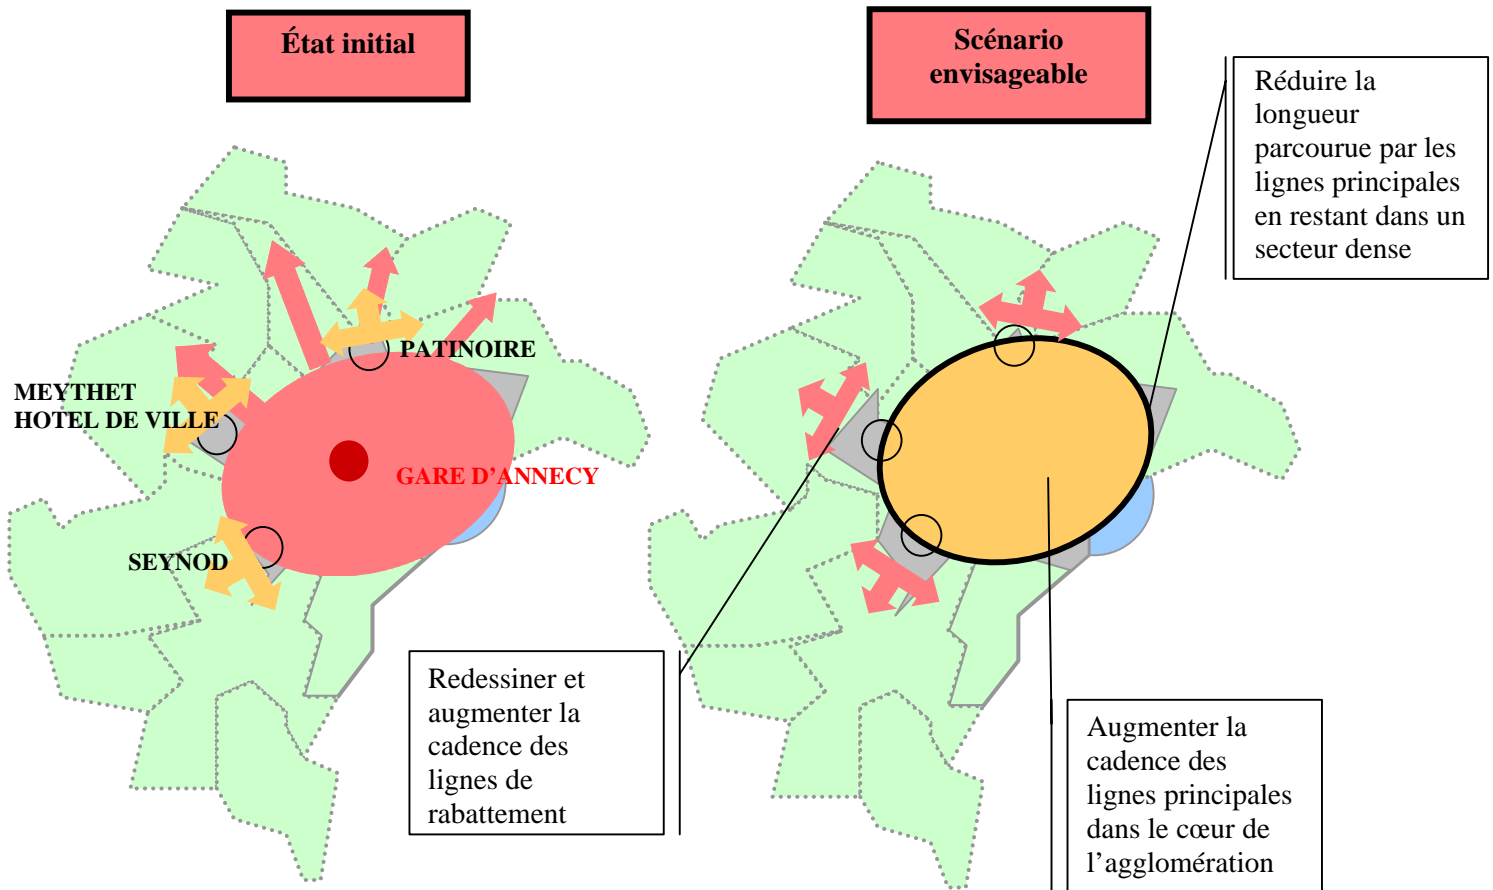 État initial
Scénario
envisageable
Réduire la
longueur
parcourue par les
lignes principales
en restant dans un
secteur dense
PATINOIRE
MEYTHET
HOTEL DE VILLE
GARE D’ANNECY
SEYNOD
Redessiner et
augmenter la
cadence des
lignes de
rabattement
Augmenter la
cadence des
lignes principales
dans le cœur de
l’agglomération